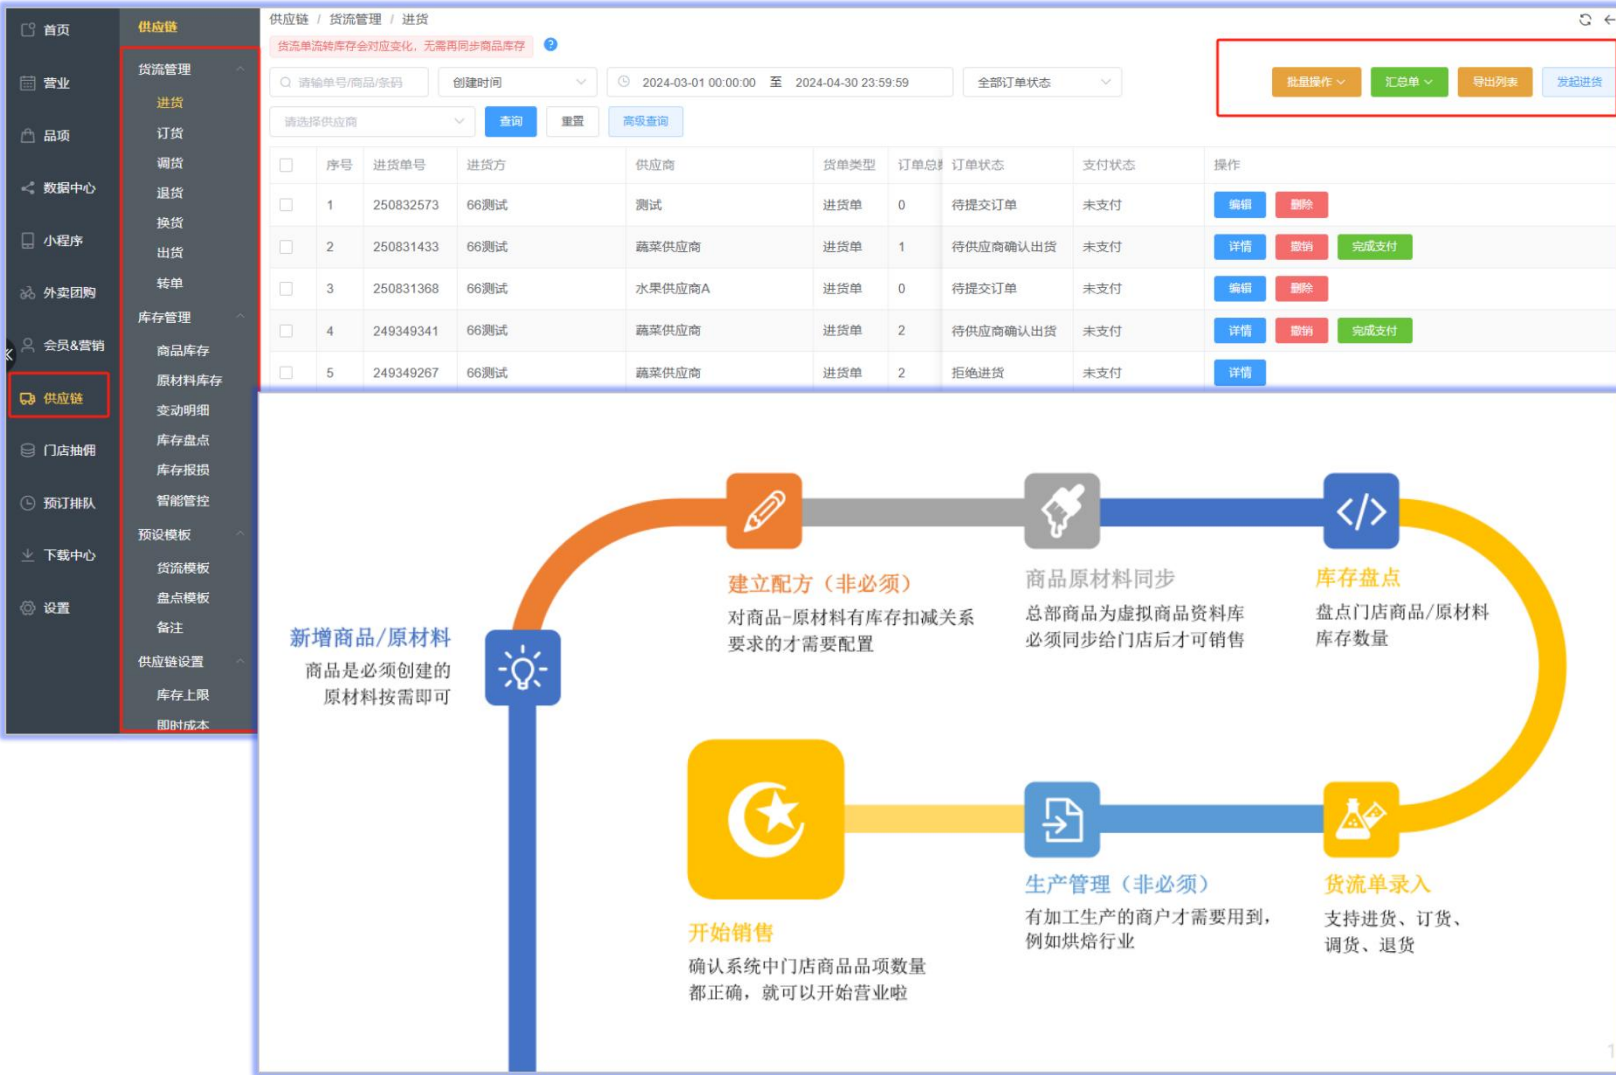 首页
营业
品项
数据中心
小程序
外卖团购
会员&营销
供应链
门店抽佣
预订排队
下载中心
设置
供应链
货流管理
进货
订货
调货
退货
换货
出货
转单
库存管理
商品库存
原材料库存
变动明细
库存盘点
库存报损
智能管控
预设模板
货流模板
盘点模板
备注
供应链设置
库存上限
即时成本
供应链 / 货流管理 / 进货
货流单流转库存会对应变化，无需再同步商品库存 ?
请输单号/商品/条码 创建时间 2024-03-01 00:00:00 至 2024-04-30 23:59:59 全部订单状态
批量操作 汇总单 导出列表 发起进货
请选择供应商 查询 重置 高级查询
序号 进货单号 进货方 供应商 货单类型 订单总 订单状态 支付状态 操作
1 250832573 66测试 测试 进货单 0 待提交订单 未支付 编辑 删除
2 250831433 66测试 蔬菜供应商 进货单 1 待供应商确认出货 未支付 详情 撤销 完成支付
3 250831368 66测试 水果供应商A 进货单 0 待提交订单 未支付 编辑 删除
4 249349341 66测试 蔬菜供应商 进货单 2 待供应商确认出货 未支付 详情 撤销 完成支付
5 249349267 66测试 蔬菜供应商 进货单 2 拒绝进货 未支付 详情
新增商品/原材料
商品是必须创建的
原材料按需即可
建立配方（非必须）
对商品-原材料有库存扣减关系
要求的才需要配置
商品原材料同步
总部商品为虚拟商品资料库
必须同步给门店后才可销售
库存盘点
盘点门店商品/原材料
库存数量
货流单录入
支持进货、订货、
调货、退货
生产管理（非必须）
有加工生产的商户才需要用到，
例如烘焙行业
开始销售
确认系统中门店商品品项数量
都正确，就可以开始营业啦
1